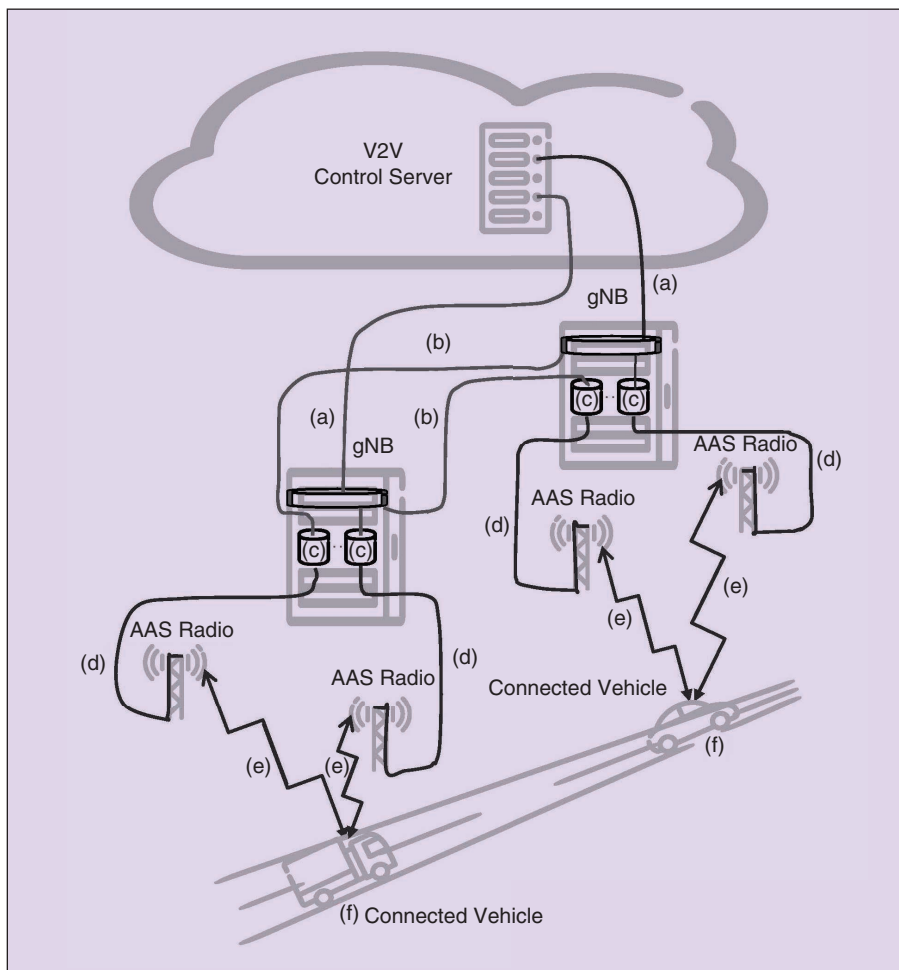 V2V
Control Server
(a)
gNB
(b)
(a)
(b)
(c) ·· (c)
gNB
AAS Radio
(d)
AAS Radio
(d)
(c) ·· (c)
(e)
(e)
AAS Radio
(d)
(d)
AAS Radio
Connected Vehicle
(f)
(e)
(e)
(f) Connected Vehicle